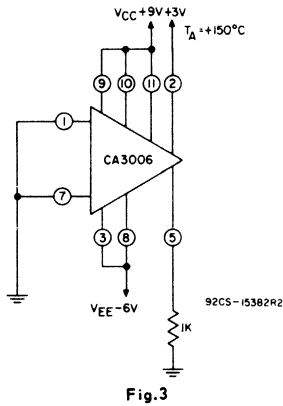 VCC+9V+3V
TA=+150°C
9
10
11
2
1
CA3006
7
3
8
5
VEE-6V
92CS-15382R2
1K
Fig.3